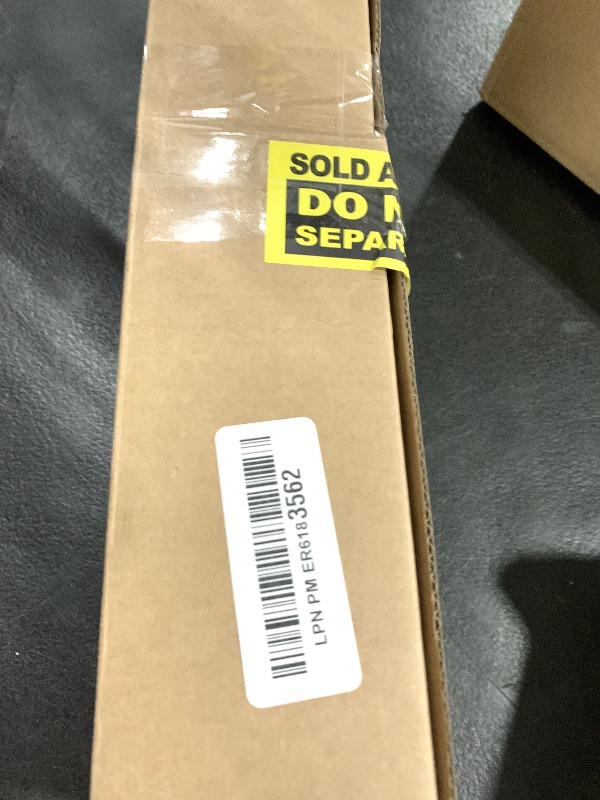 SOLD A
DO N
SEPAR
LPN PM ER6183562